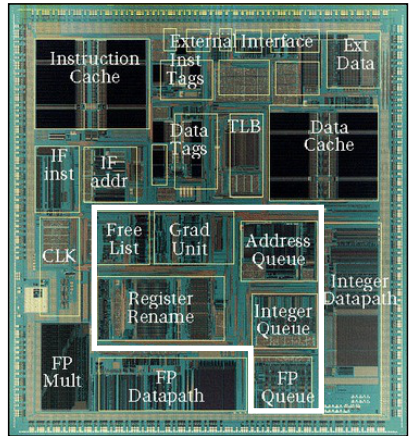 External Interface
Instruction
Cache
Inst
Tags
Ext
Data
Data
Tags
TLB
Data
Cache
IF
inst
IF
addr
Free
List
Grad
Unit
Address
Queue
CLK
Integer
Datapath
Register
Rename
Integer
Queue
FP
Mult
FP
Datapath
FP
Queue